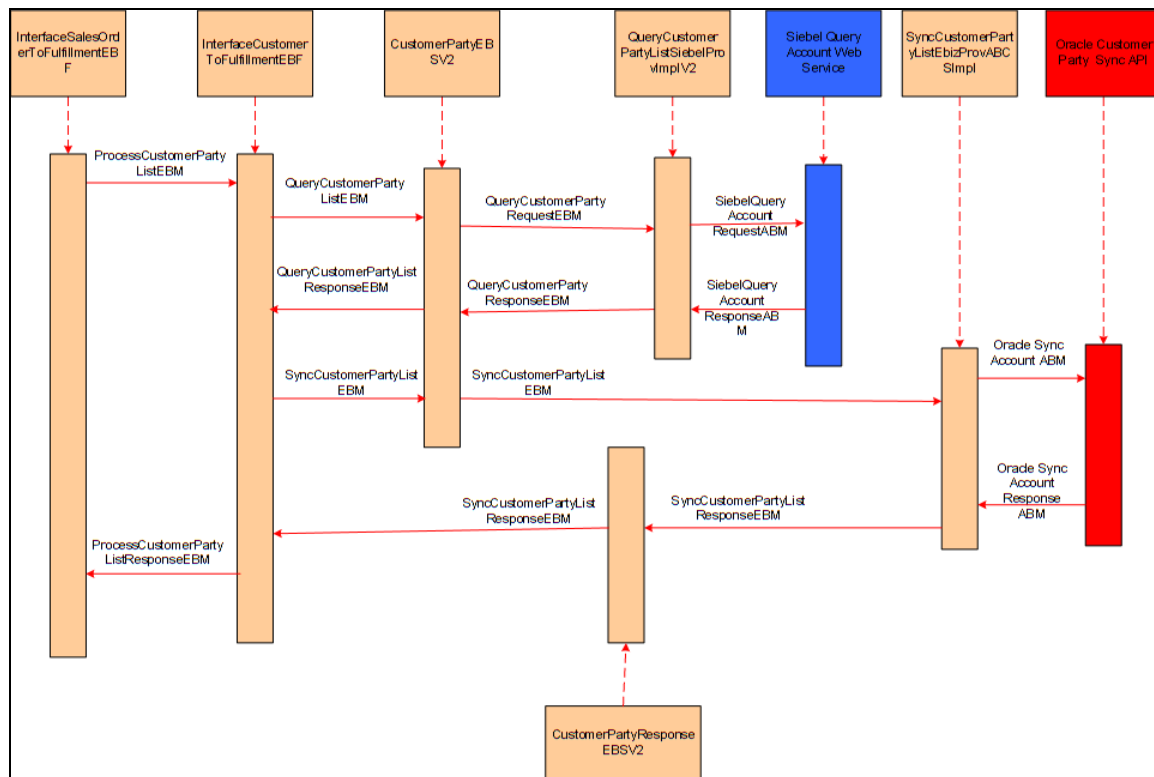 InterfaceSalesOrd
erToFulfillmentEB
F
InterfaceCustomer
ToFulfillmentEBF
CustomerPartyEB
SV2
QueryCustomer
PartyListSiebelPro
vImplV2
Siebel Query
Account Web
Service
SyncCustomerPart
yListEbizProvABC
SImpl
Oracle Customer
Party Sync API
ProcessCustomerParty
ListEBM
QueryCustomerParty
ListEBM
QueryCustomerParty
RequestEBM
SiebelQuery
Account
RequestABM
QueryCustomerPartyList
ResponseEBM
QueryCustomerParty
ResponseEBM
SiebelQuery
Account
ResponseAB
M
SyncCustomerPartyList
EBM
SyncCustomerPartyList
EBM
Oracle Sync
Account ABM
Oracle Sync
Account
Response
ABM
SyncCustomerPartyList
ResponseEBM
SyncCustomerPartyList
ResponseEBM
ProcessCustomerParty
ListResponseEBM
CustomerPartyResponse
EBSV2